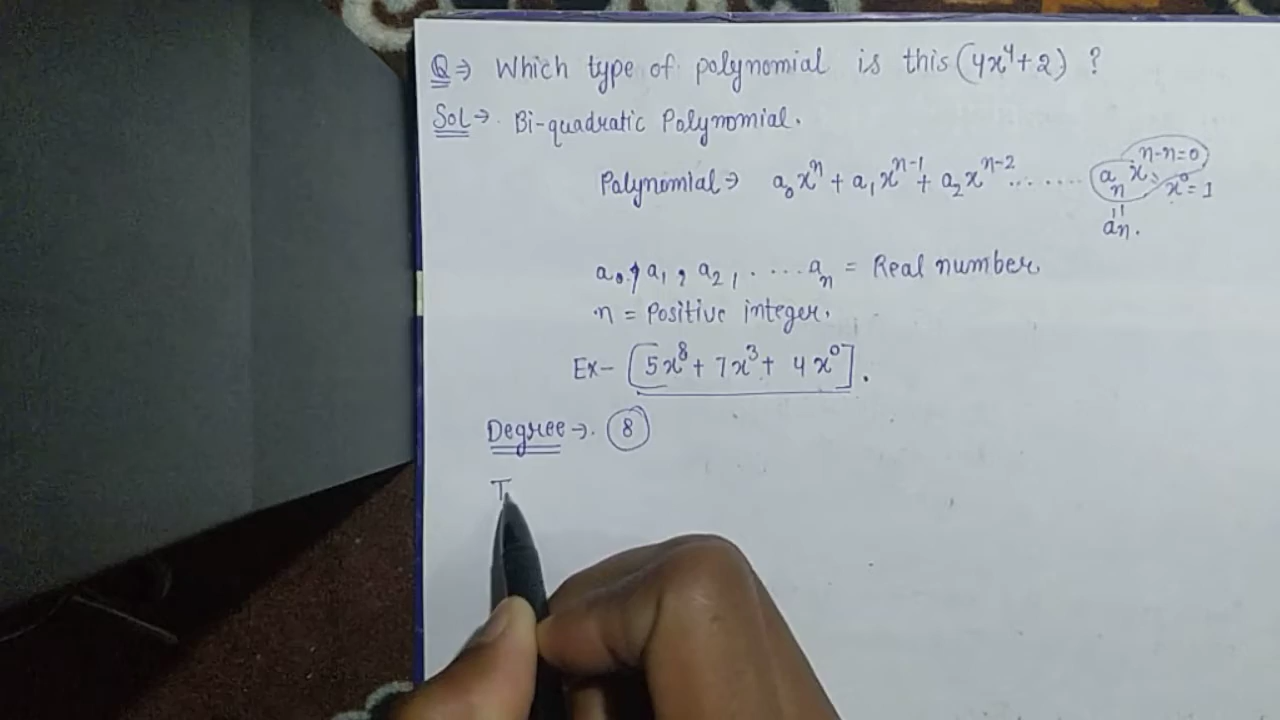 Q ⇒ Which type of polynomial is this (4x⁴+2) ?
Sol → Bi-quadratic Polynomial.
Polynomial ⇒ a₀xⁿ + a₁xⁿ⁻¹ + a₂xⁿ⁻² ........ aₙ x n-n=0
x⁰ = 1
||
an.
a₀, a₁, a₂, .... aₙ = Real number,
n = Positive integer.
Ex- [5x⁸ + 7x³ + 4x⁰].
Degree → 8
T